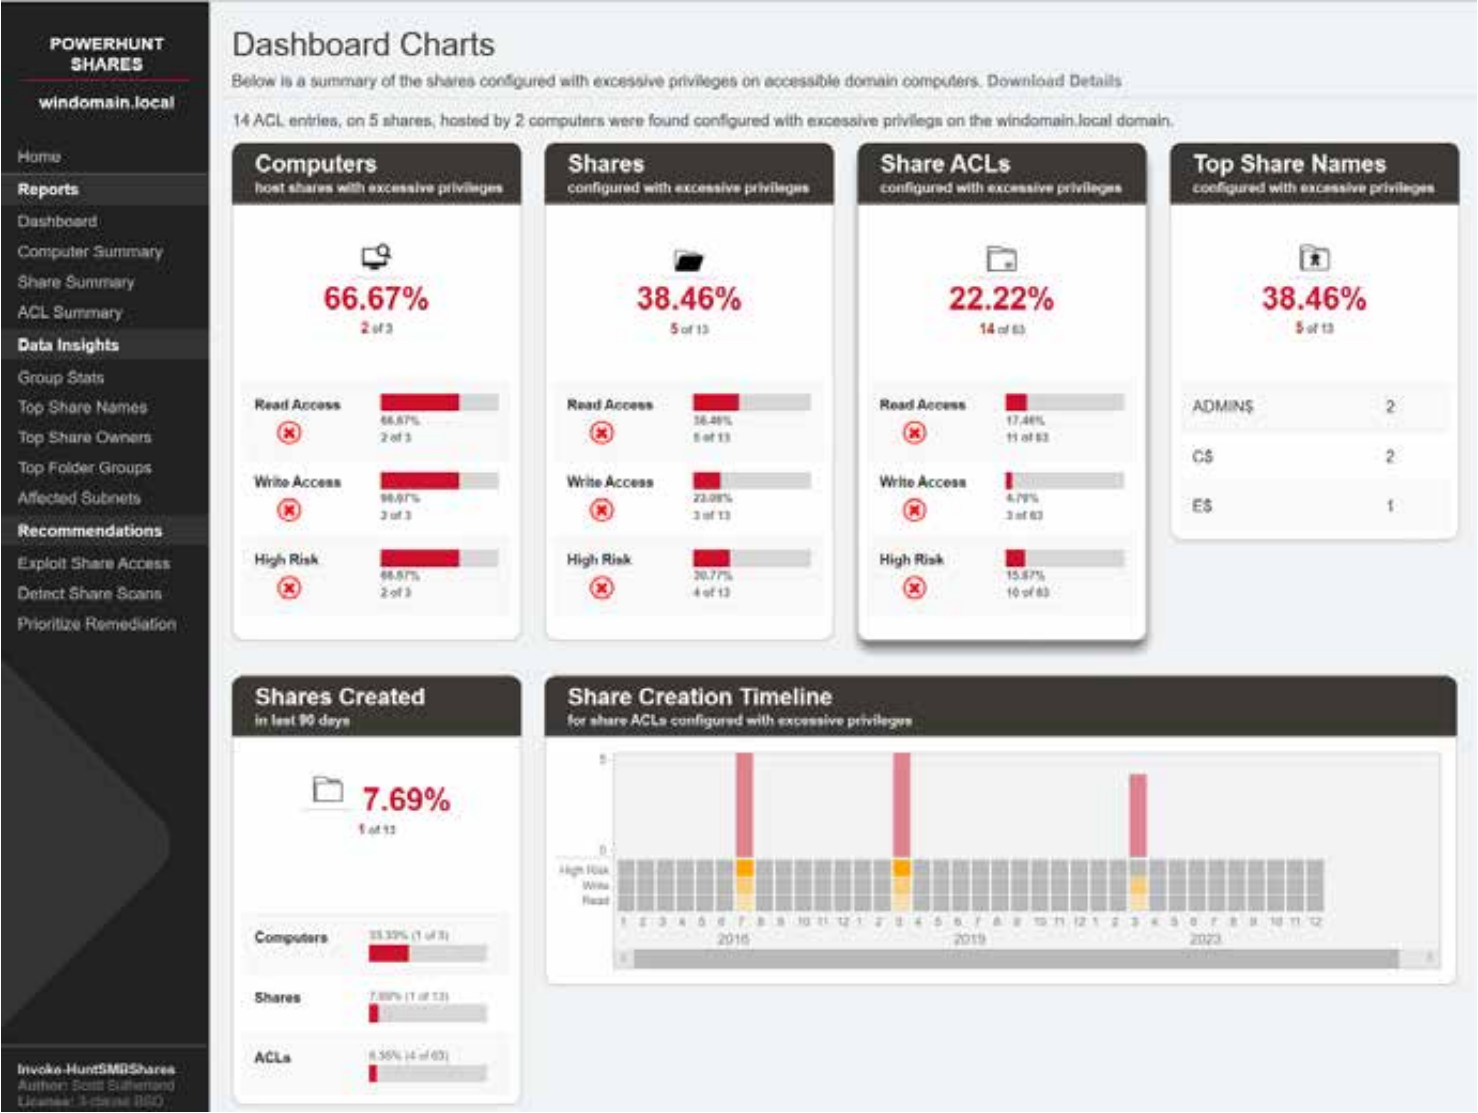 POWERHUNT
SHARES
windomain.local
Home
Reports
Dashboard
Computer Summary
Share Summary
ACL Summary
Data Insights
Group Stats
Top Share Names
Top Share Owners
Top Folder Groups
Affected Subnets
Recommendations
Exploit Share Access
Detect Share Scans
Prioritize Remediation
Invoke-HuntSMBShares
Author: Scott Sutherland
License: 3-clause BSD
Dashboard Charts
Below is a summary of the shares configured with excessive privileges on accessible domain computers. Download Details
14 ACL entries, on 5 shares, hosted by 2 computers were found configured with excessive privilegs on the windomain.local domain.
Computers
host shares with excessive privileges
66.67%
2 of 3
Read Access
66.67%
2 of 3
Write Access
66.67%
2 of 3
High Risk
66.67%
2 of 3
Shares
configured with excessive privileges
38.46%
5 of 13
Read Access
38.46%
5 of 13
Write Access
23.08%
3 of 13
High Risk
30.77%
4 of 13
Share ACLs
configured with excessive privileges
22.22%
14 of 63
Read Access
17.46%
11 of 63
Write Access
4.76%
3 of 63
High Risk
15.87%
10 of 63
Top Share Names
configured with excessive privileges
38.46%
5 of 13
ADMIN$ 2
C$ 2
E$ 1
Shares Created
in last 90 days
7.69%
1 of 13
Computers 33.33% (1 of 3)
Shares 7.69% (1 of 13)
ACLs 6.35% (4 of 63)
Share Creation Timeline
for share ACLs configured with excessive privileges
5
0
High Risk
Write
Read
1 2 3 4 5 6 7 8 9 10 11 12 1 2 3 4 5 6 7 8 9 10 11 12 1 2 3 4 5 6 7 8 9 10 11 12
2016 2019 2023